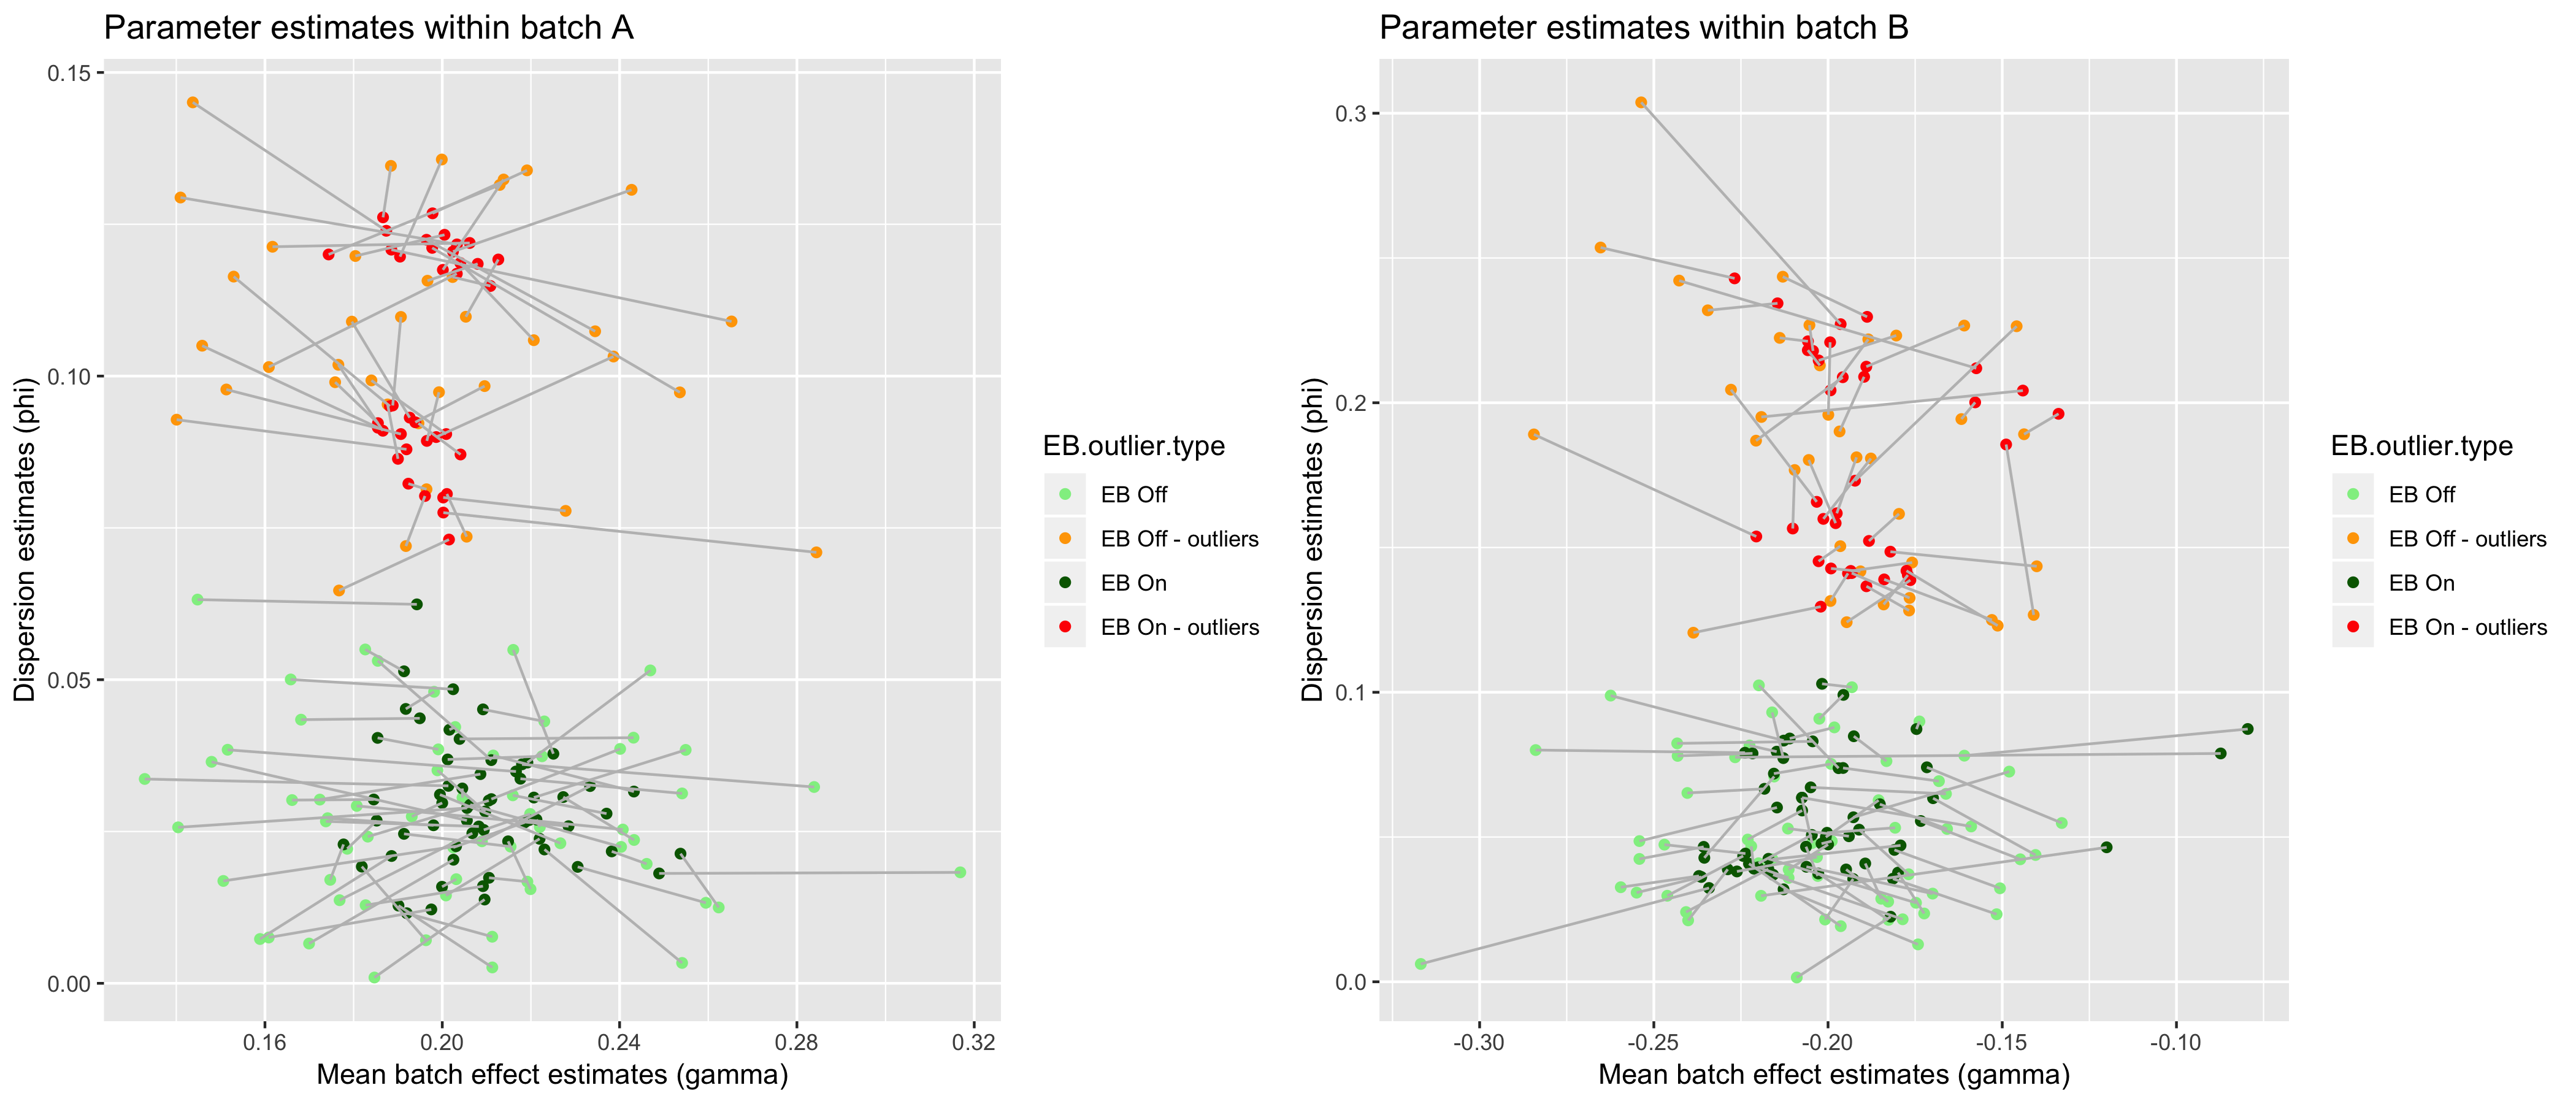 Parameter estimates within batch A
0.15
0.10
0.05
0.00
Dispersion estimates (phi)
0.16 0.20 0.24 0.28 0.32
Mean batch effect estimates (gamma)
EB.outlier.type
EB Off
EB Off - outliers
EB On
EB On - outliers
Parameter estimates within batch B
0.3
0.2
0.1
0.0
Dispersion estimates (phi)
-0.30 -0.25 -0.20 -0.15 -0.10
Mean batch effect estimates (gamma)
EB.outlier.type
EB Off
EB Off - outliers
EB On
EB On - outliers